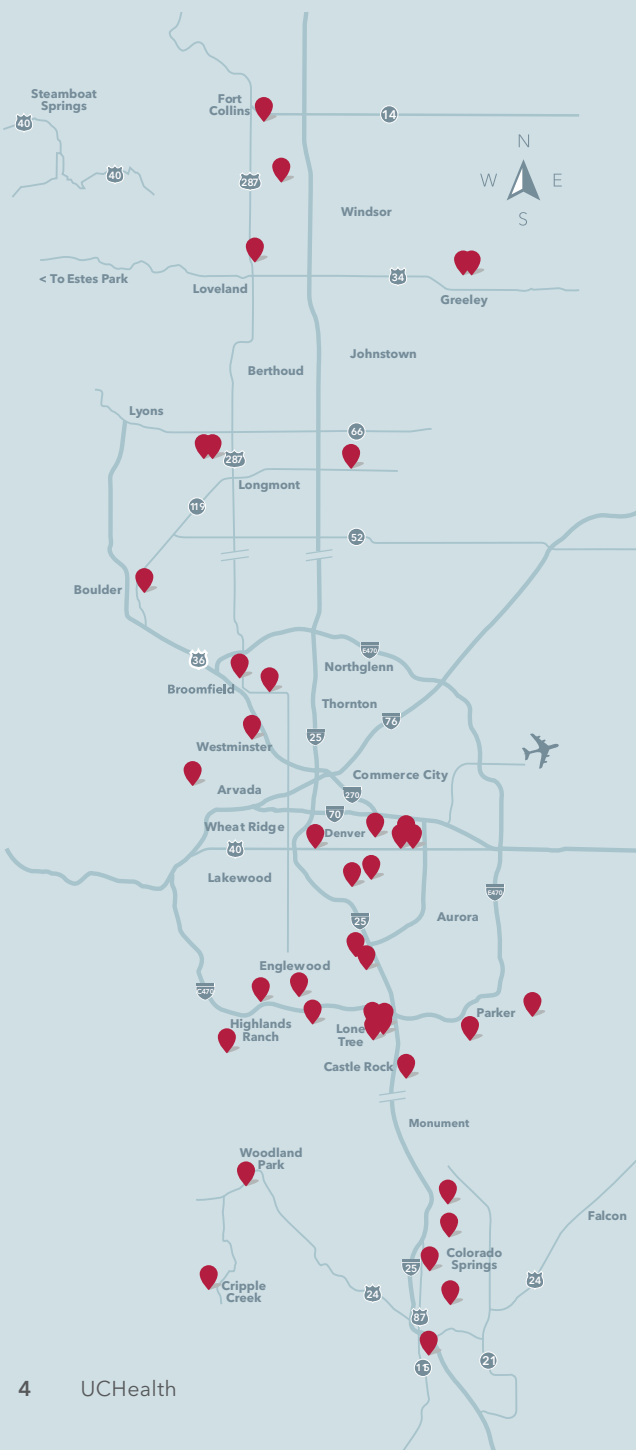 Steamboat
Springs
Fort
Collins
40
14
N
40
287
W
E
Windsor
S
< To Estes Park
34
Loveland
Greeley
Johnstown
Berthoud
Lyons
66
287
Longmont
119
52
Boulder
36
E470
Northglenn
Broomfield
Thornton
76
25
Westminster
Commerce City
Arvada
270
70
Wheat Ridge
Denver
40
Lakewood
E470
25
Aurora
Englewood
C470
Parker
Highlands
Ranch
Lone
Tree
Castle Rock
Monument
Woodland
Park
Falcon
Colorado
Springs
25
24
Cripple
Creek
24
87
21
115
4 UCHealth